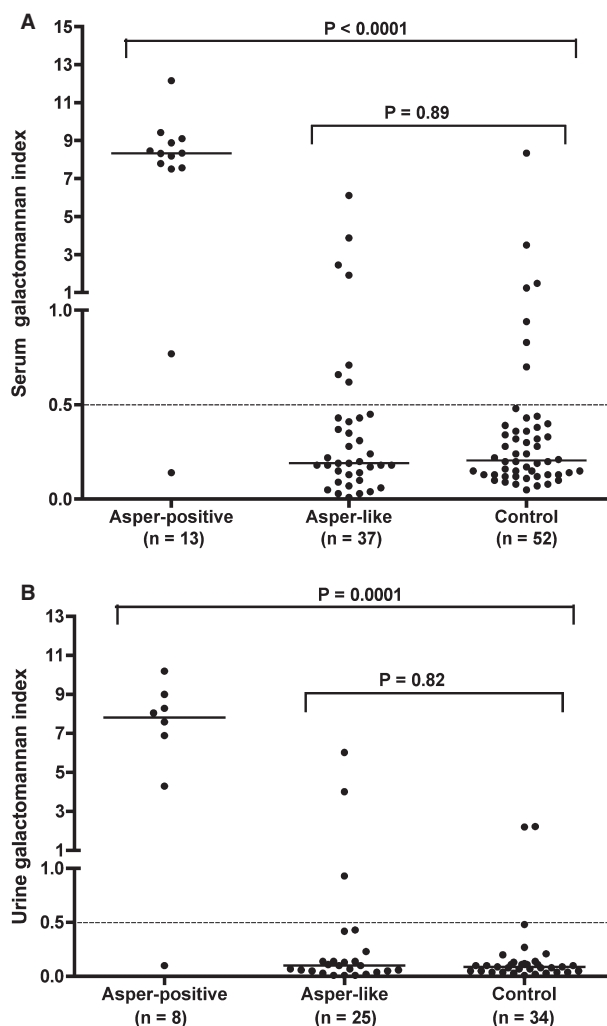 A
15
13
11
9
7
5
3
1
1.0
0.5
0.0
Serum galactomannan index
P < 0.0001
P = 0.89
Asper-positive Asper-like Control
(n = 13) (n = 37) (n = 52)
B
13
11
9
7
5
3
1
1.0
0.5
0.0
Urine galactomannan index
P = 0.0001
P = 0.82
Asper-positive Asper-like Control
(n = 8) (n = 25) (n = 34)